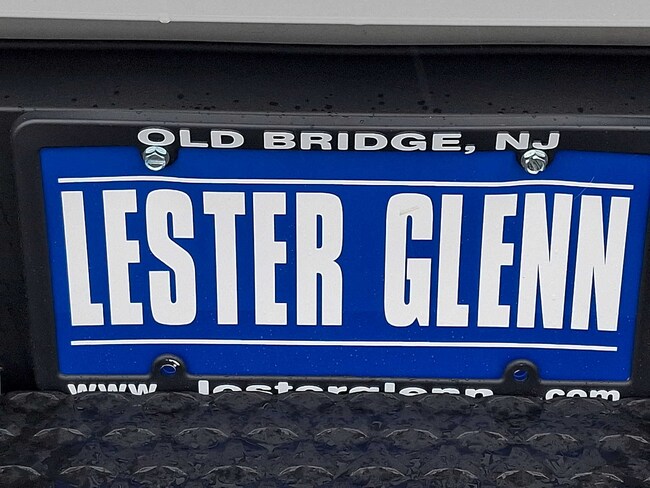 OLD BRIDGE, NJ
LESTER GLENN
www.lesterglenn.com